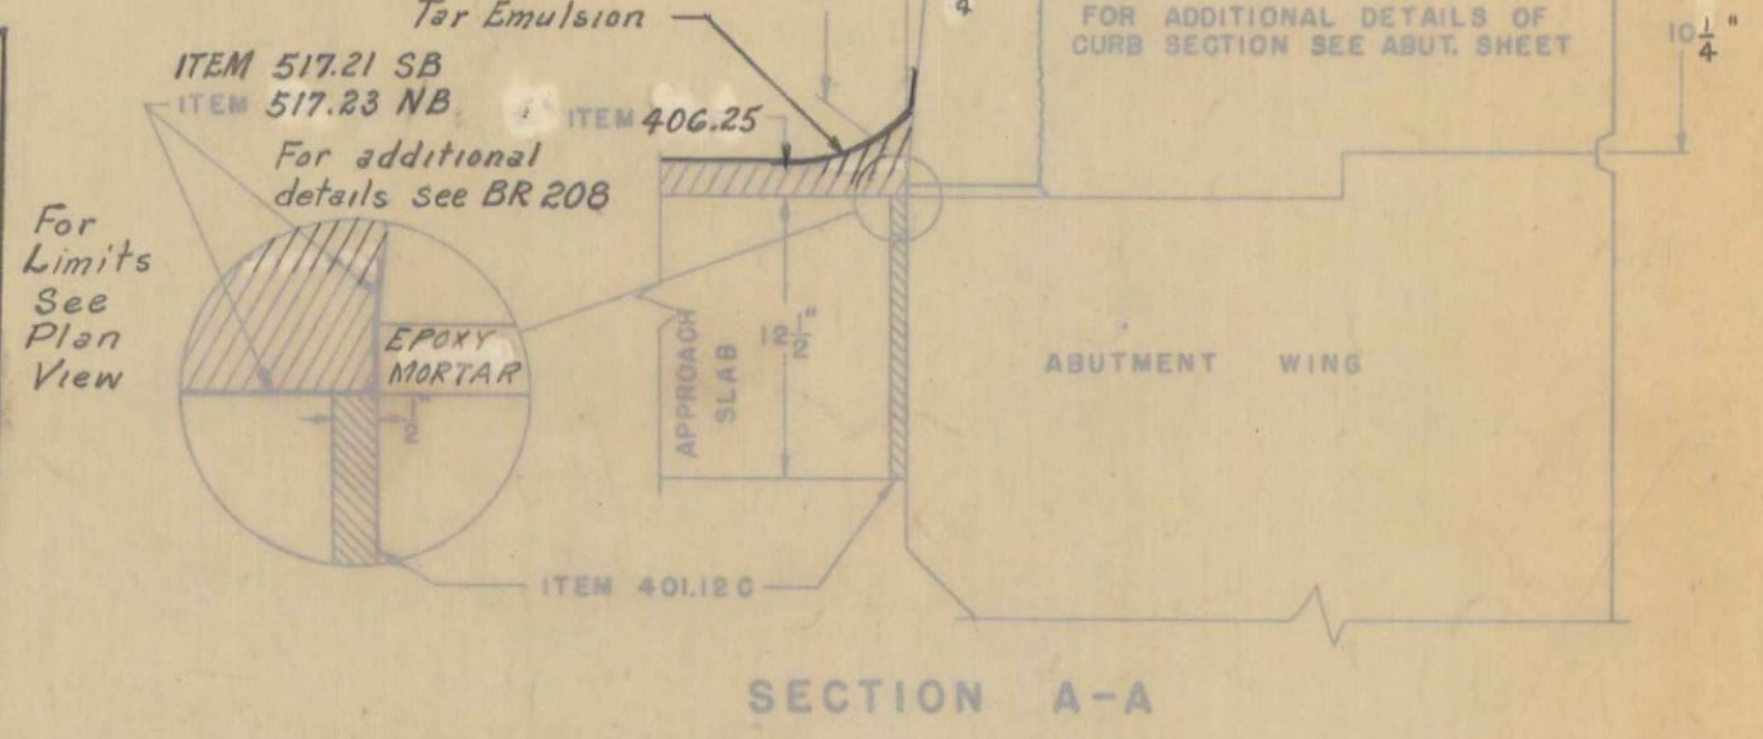 Tar Emulsion
4
FOR ADDITIONAL DETAILS OF
CURB SECTION SEE ABUT. SHEET
10 1/4"
ITEM 517.21 SB
ITEM 517.23 NB
ITEM 406.25
For additional
details see BR 208
For
Limits
See
Plan
View
EPOXY
MORTAR
1/2"
APPROACH
SLAB
12 1/2"
ABUTMENT WING
ITEM 401.12C
SECTION A-A